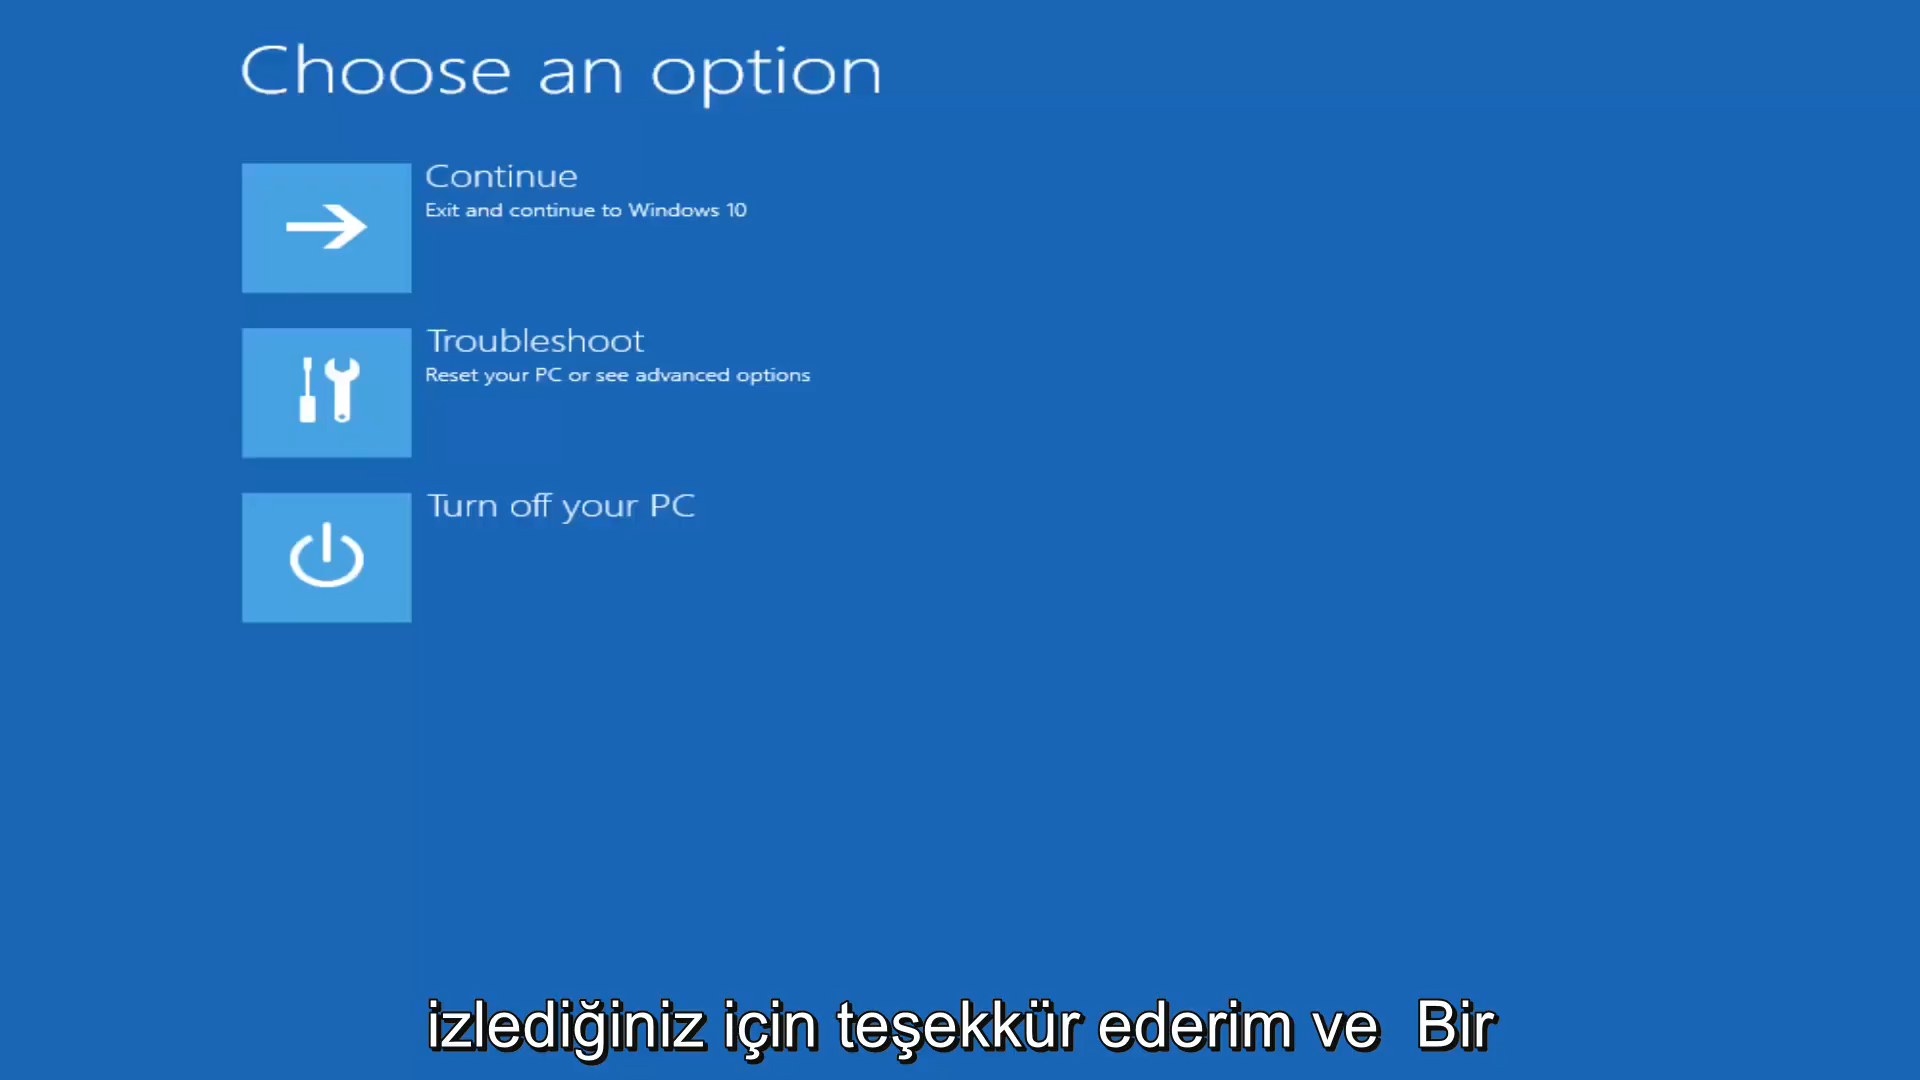 Choose an option
Continue
Exit and continue to Windows 10
Troubleshoot
Reset your PC or see advanced options
Turn off your PC
izlediğiniz için teşekkür ederim ve Bir